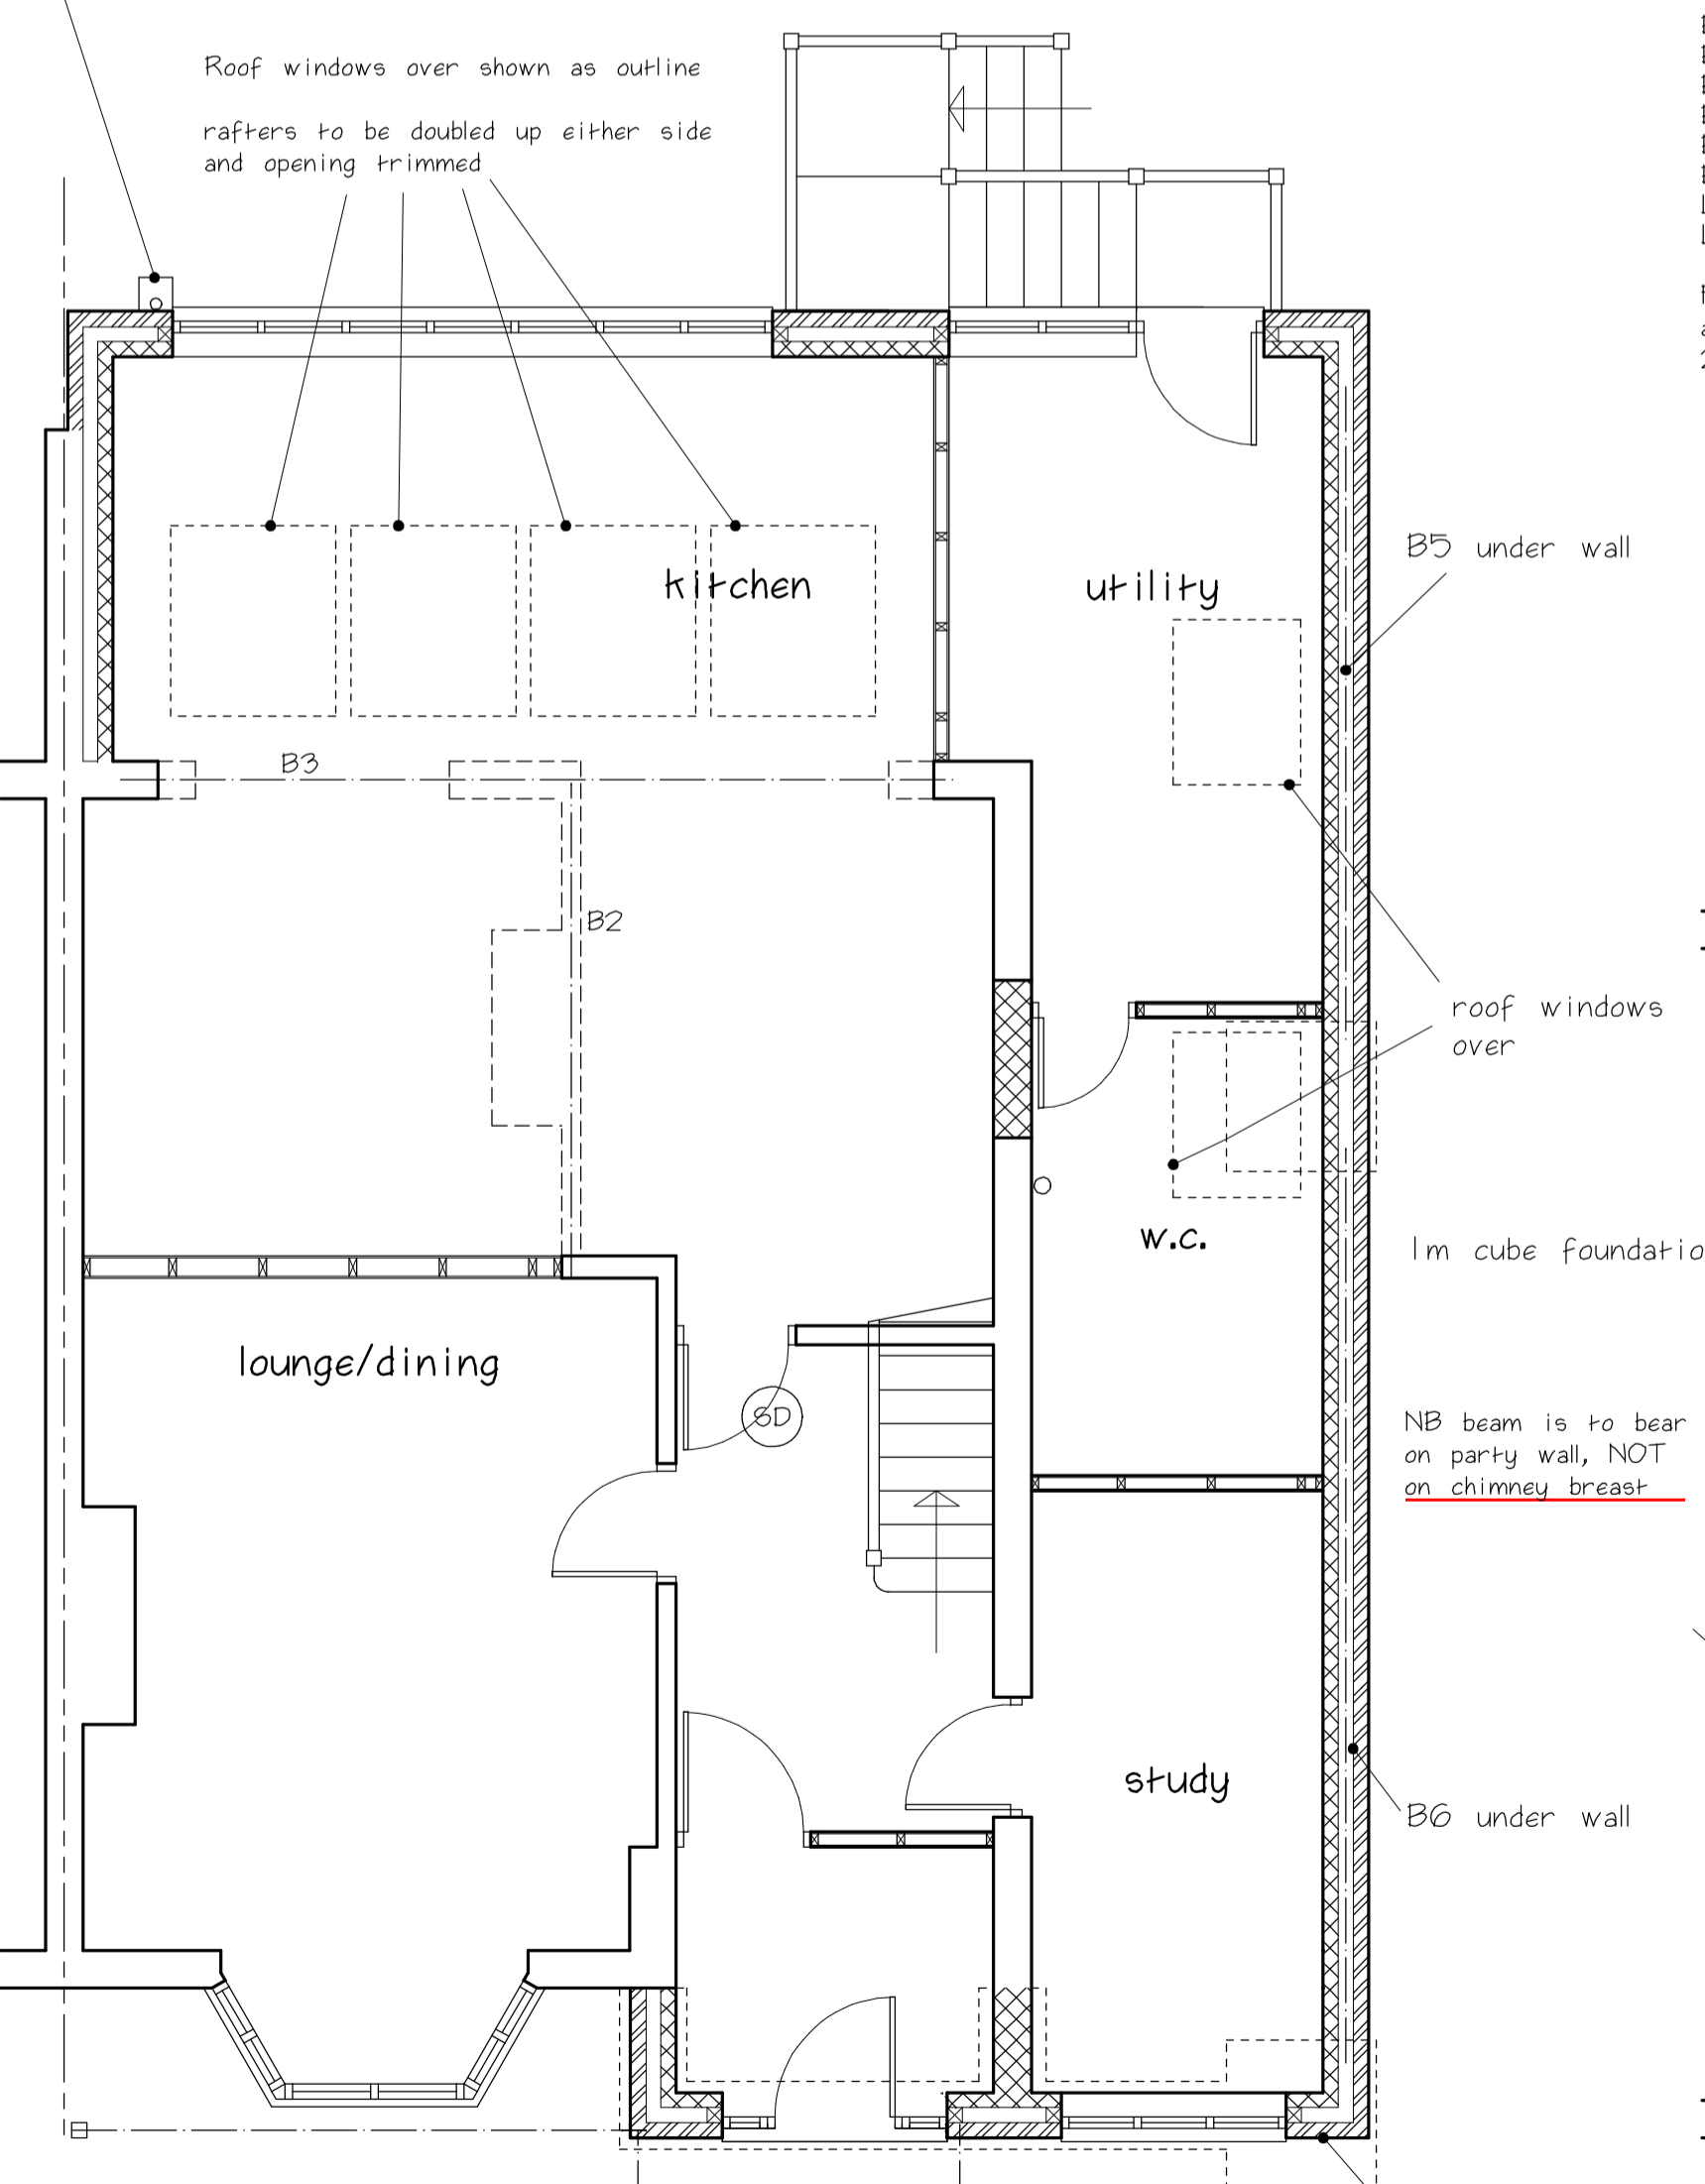 Roof windows over shown as outline
rafters to be doubled up either side
and opening trimmed
kitchen
utility
B5 under wall
B3
B2
roof windows
over
w.c.
1m cube
lounge/dining
SD
NB beam is to bear
on party wall, NOT
on chimney breast
study
B6 under wall